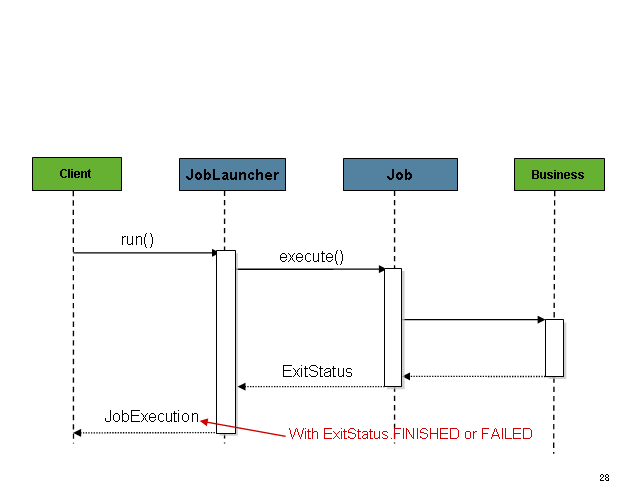 Client
JobLauncher
Job
Business
run()
execute()
ExitStatus
JobExecution
With ExitStatus.FINISHED or FAILED
28